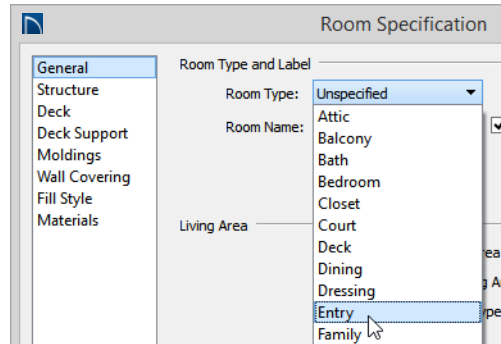 Room Specification
General
Structure
Deck
Deck Support
Moldings
Wall Covering
Fill Style
Materials
Room Type and Label
Room Type: Unspecified
Room Name:
Attic
Balcony
Bath
Bedroom
Closet
Court
Deck
Dining
Dressing
Entry
Family
Living Area